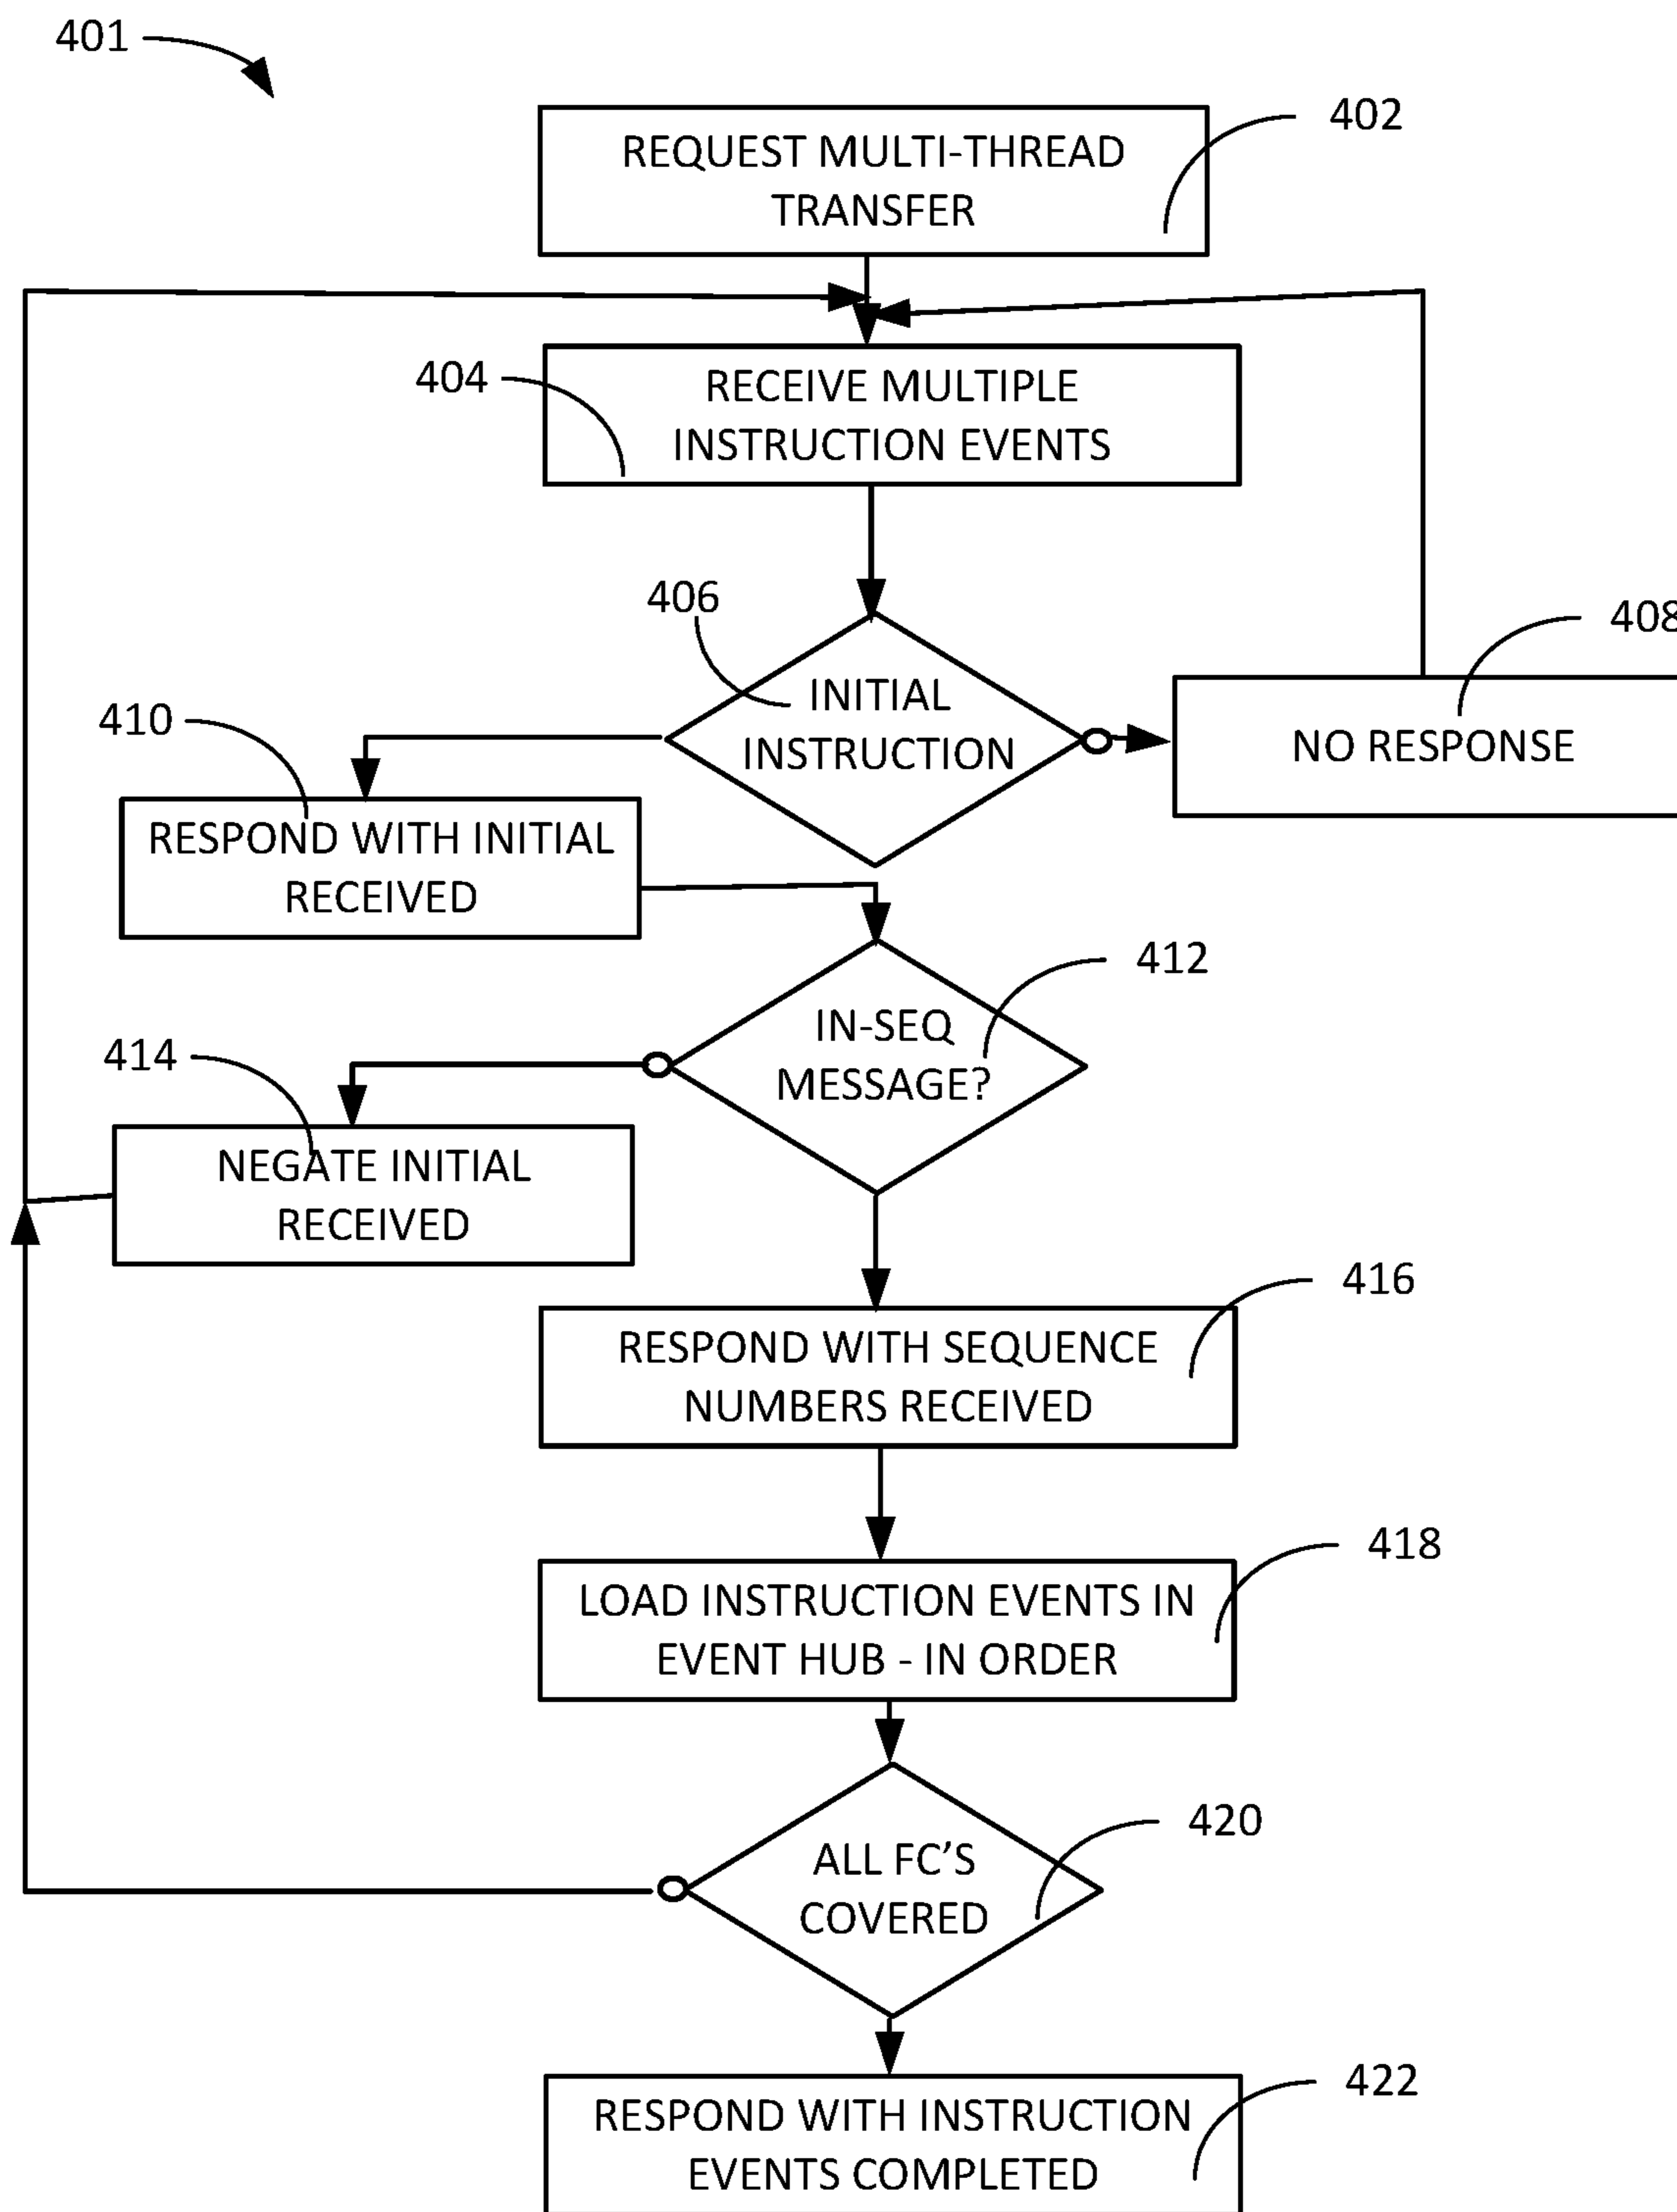 401
402
REQUEST MULTI-THREAD
TRANSFER
404
RECEIVE MULTIPLE
INSTRUCTION EVENTS
406
INITIAL
INSTRUCTION
408
NO RESPONSE
410
RESPOND WITH INITIAL
RECEIVED
412
IN-SEQ
MESSAGE?
414
NEGATE INITIAL
RECEIVED
416
RESPOND WITH SEQUENCE
NUMBERS RECEIVED
418
LOAD INSTRUCTION EVENTS IN
EVENT HUB - IN ORDER
420
ALL FC’S
COVERED
422
RESPOND WITH INSTRUCTION
EVENTS COMPLETED